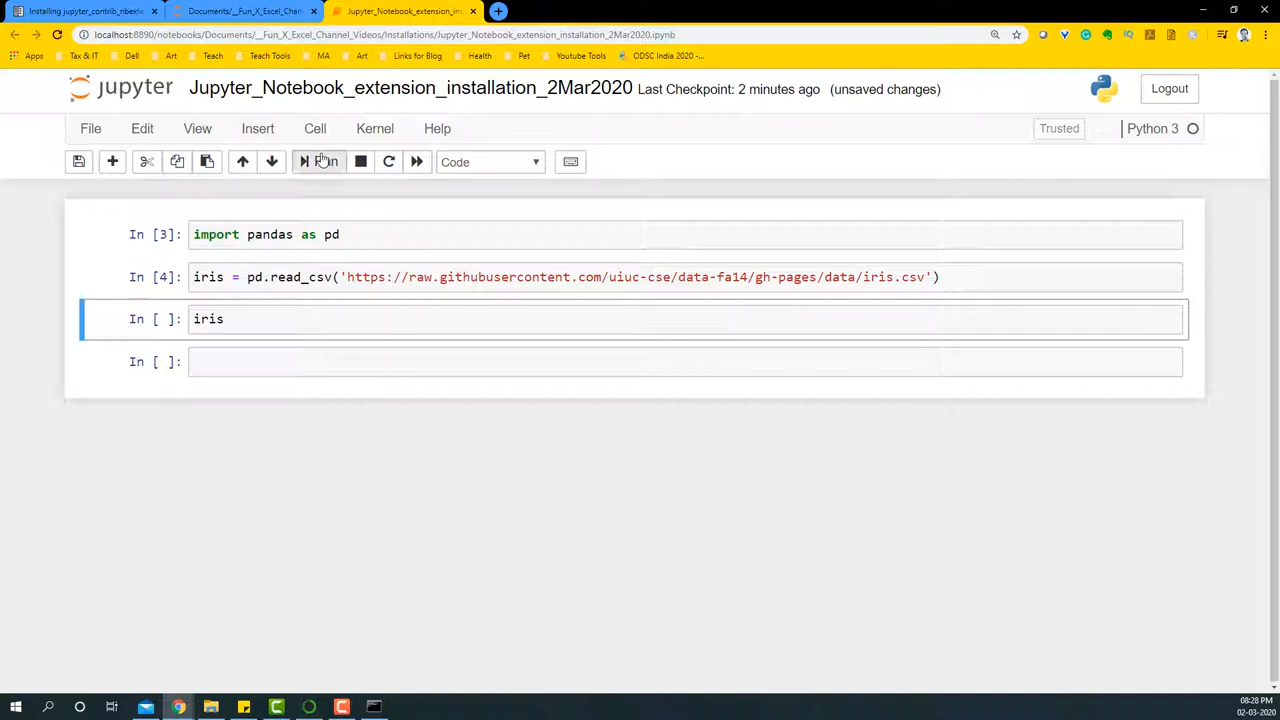 Installing jupyter_contrib_nbext
Documents/__Fun_X_Excel_Chan
Jupyter_Notebook_extension_ins
localhost:8890/notebooks/Documents/__Fun_X_Excel_Channel_Videos/Installations/Jupyter_Notebook_extension_installation_2Mar2020.ipynb
Apps Tax & IT Det Art Teach Teach Tools MA Art Links for Blog Health Pet Youtube Tools ODSC India 2020 -...
jupyter Jupyter_Notebook_extension_installation_2Mar2020 Last Checkpoint: 2 minutes ago (unsaved changes) Logout
File Edit View Insert Cell Kernel Help Trusted Python 3
Run Code
In [3]: import pandas as pd
In [4]: iris = pd.read_csv('https://raw.githubusercontent.com/uiuc-cse/data-fa14/gh-pages/data/iris.csv')
In [ ]: iris
In [ ]:
08:28 PM
02-03-2020